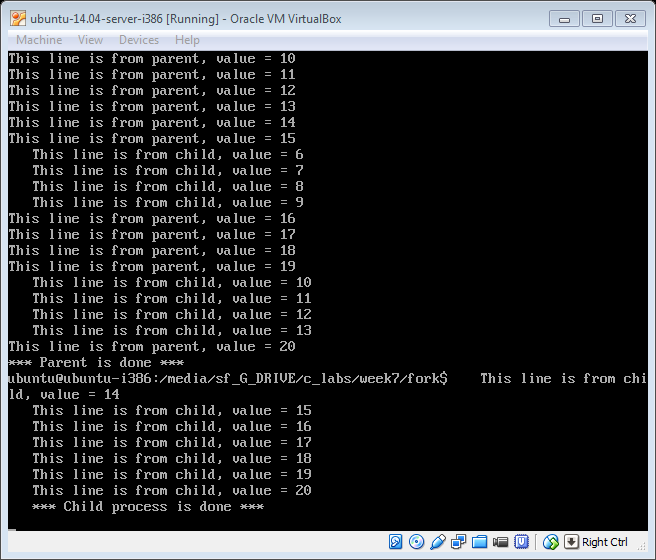 ubuntu-14.04-server-i386 [Running] - Oracle VM VirtualBox
Machine View Devices Help
This line is from parent, value = 10
This line is from parent, value = 11
This line is from parent, value = 12
This line is from parent, value = 13
This line is from parent, value = 14
This line is from parent, value = 15
   This line is from child, value = 6
   This line is from child, value = 7
   This line is from child, value = 8
   This line is from child, value = 9
This line is from parent, value = 16
This line is from parent, value = 17
This line is from parent, value = 18
This line is from parent, value = 19
   This line is from child, value = 10
   This line is from child, value = 11
   This line is from child, value = 12
   This line is from child, value = 13
This line is from parent, value = 20
*** Parent is done ***
ubuntu@ubuntu-i386:/media/sf_G_DRIVE/c_labs/week7/fork$    This line is from chi
ld, value = 14
   This line is from child, value = 15
   This line is from child, value = 16
   This line is from child, value = 17
   This line is from child, value = 18
   This line is from child, value = 19
   This line is from child, value = 20
   *** Child process is done ***
_
Right Ctrl